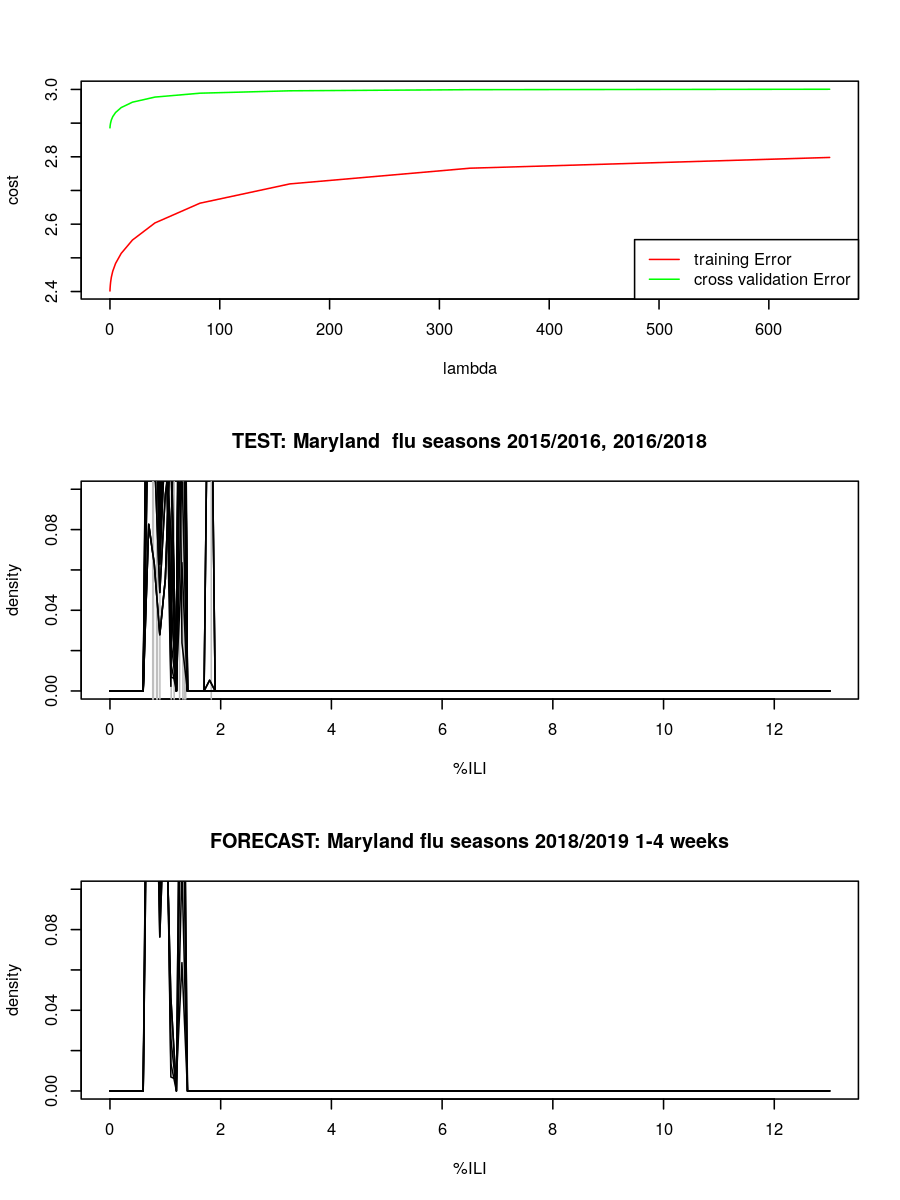 3.0
2.8
2.6
2.4
cost
training Error
cross validation Error
0 100 200 300 400 500 600
lambda
TEST: Maryland  flu seasons 2015/2016, 2016/2018
0.08
0.04
0.00
density
0 2 4 6 8 10 12
%ILI
FORECAST: Maryland flu seasons 2018/2019 1-4 weeks
0.08
0.04
0.00
density
0 2 4 6 8 10 12
%ILI